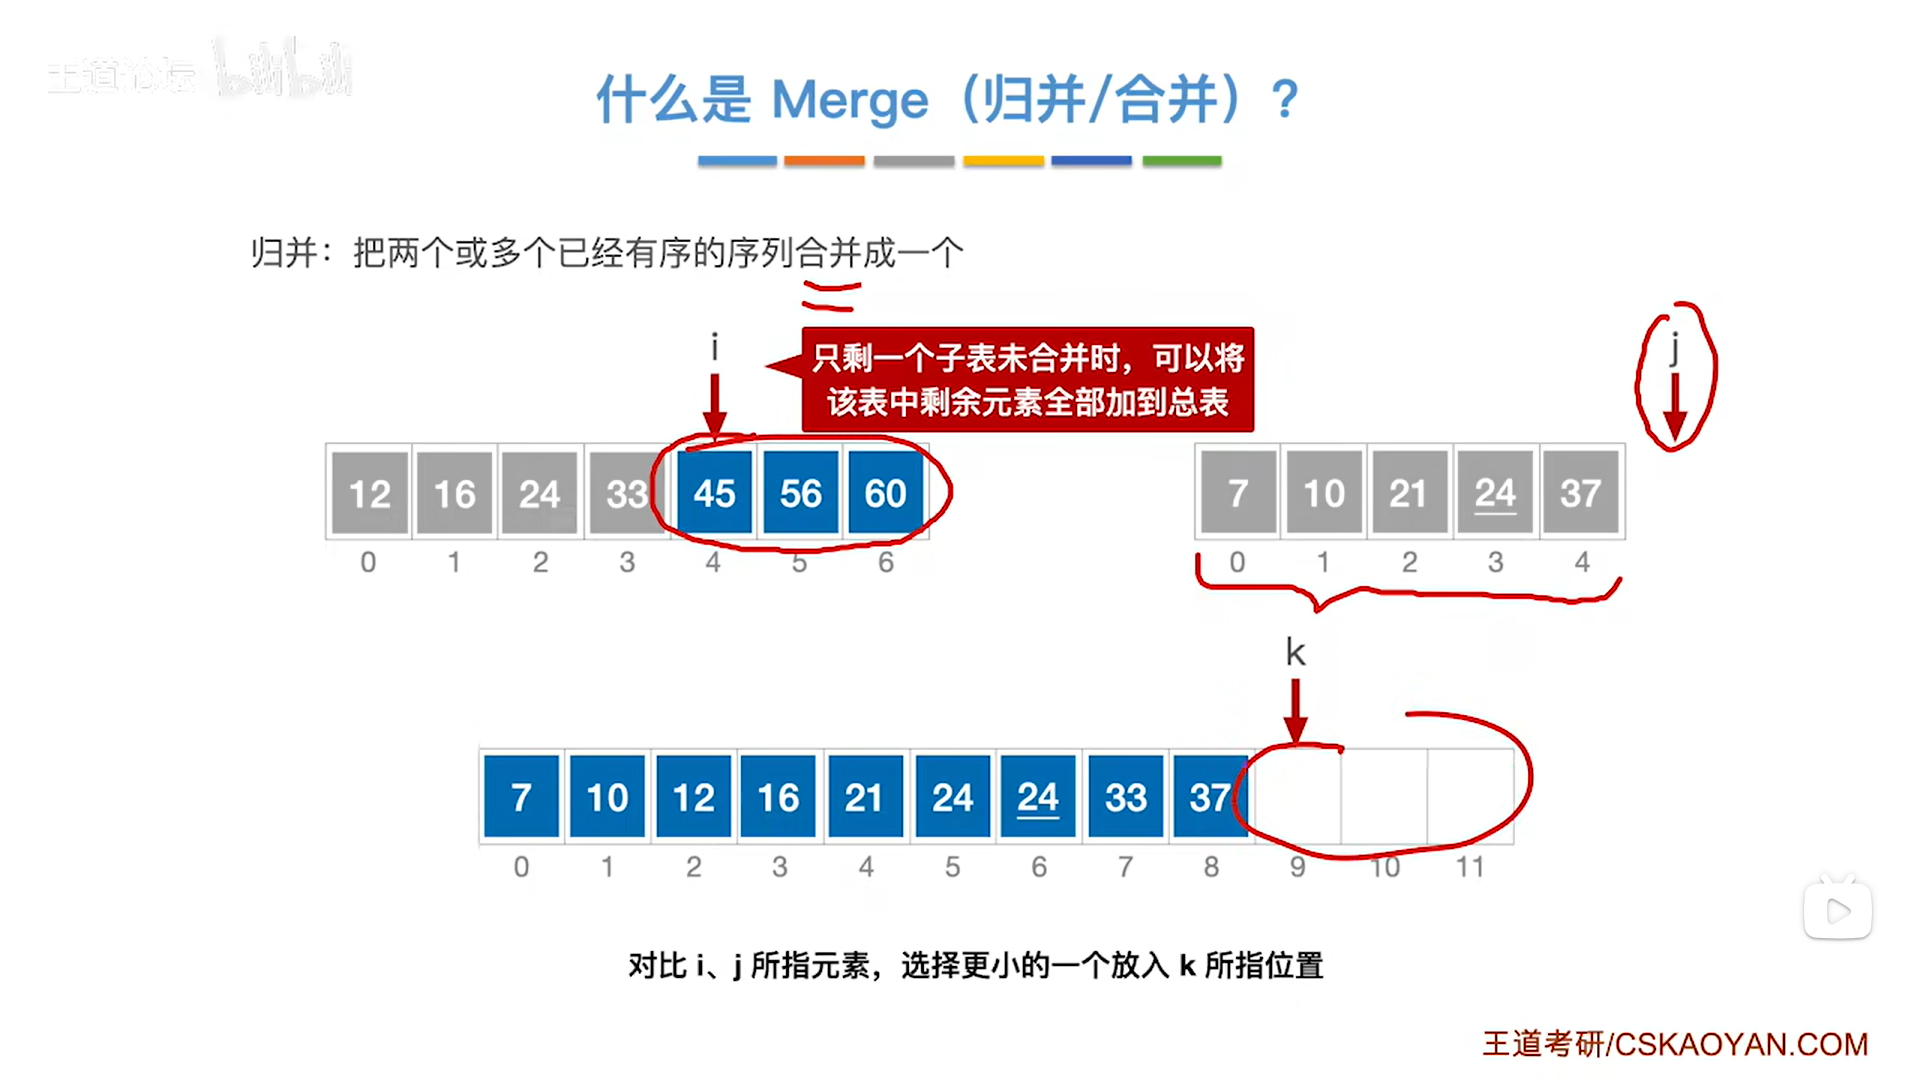 王道论坛 bilibili
什么是 Merge（归并/合并）?
归并：把两个或多个已经有序的序列合并成一个
i
只剩一个子表未合并时，可以将
该表中剩余元素全部加到总表
j
12 16 24 33 45 56 60
0 1 2 3 4 5 6
7 10 21 24 37
0 1 2 3 4
k
7 10 12 16 21 24 24 33 37
0 1 2 3 4 5 6 7 8 9 10 11
对比 i、j 所指元素，选择更小的一个放入 k 所指位置
王道考研/CSKAOYAN.COM